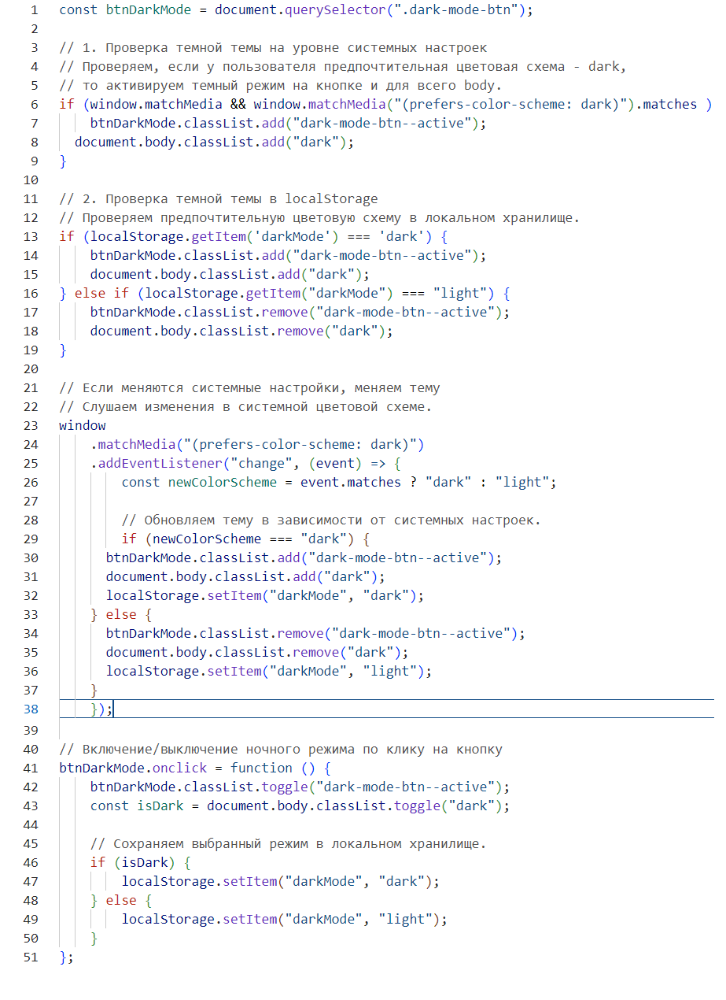 1 const btnDarkMode = document.querySelector(".dark-mode-btn");
2
3 // 1. Проверка темной темы на уровне системных настроек
4 // Проверяем, если у пользователя предпочтительная цветовая схема - dark,
5 // то активируем темный режим на кнопке и для всего body.
6 if (window.matchMedia && window.matchMedia("(prefers-color-scheme: dark)").matches )
7     btnDarkMode.classList.add("dark-mode-btn--active");
8   document.body.classList.add("dark");
9 }
10
11 // 2. Проверка темной темы в localStorage
12 // Проверяем предпочтительную цветовую схему в локальном хранилище.
13 if (localStorage.getItem('darkMode') === 'dark') {
14     btnDarkMode.classList.add("dark-mode-btn--active");
15     document.body.classList.add("dark");
16 } else if (localStorage.getItem("darkMode") === "light") {
17     btnDarkMode.classList.remove("dark-mode-btn--active");
18     document.body.classList.remove("dark");
19 }
20
21 // Если меняются системные настройки, меняем тему
22 // Слушаем изменения в системной цветовой схеме.
23 window
24     .matchMedia("(prefers-color-scheme: dark)")
25     .addEventListener("change", (event) => {
26         const newColorScheme = event.matches ? "dark" : "light";
27
28         // Обновляем тему в зависимости от системных настроек.
29         if (newColorScheme === "dark") {
30       btnDarkMode.classList.add("dark-mode-btn--active");
31       document.body.classList.add("dark");
32       localStorage.setItem("darkMode", "dark");
33     } else {
34       btnDarkMode.classList.remove("dark-mode-btn--active");
35       document.body.classList.remove("dark");
36       localStorage.setItem("darkMode", "light");
37     }
38     });
39
40 // Включение/выключение ночного режима по клику на кнопку
41 btnDarkMode.onclick = function () {
42     btnDarkMode.classList.toggle("dark-mode-btn--active");
43     const isDark = document.body.classList.toggle("dark");
44
45     // Сохраняем выбранный режим в локальном хранилище.
46     if (isDark) {
47         localStorage.setItem("darkMode", "dark");
48     } else {
49         localStorage.setItem("darkMode", "light");
50     }
51 };